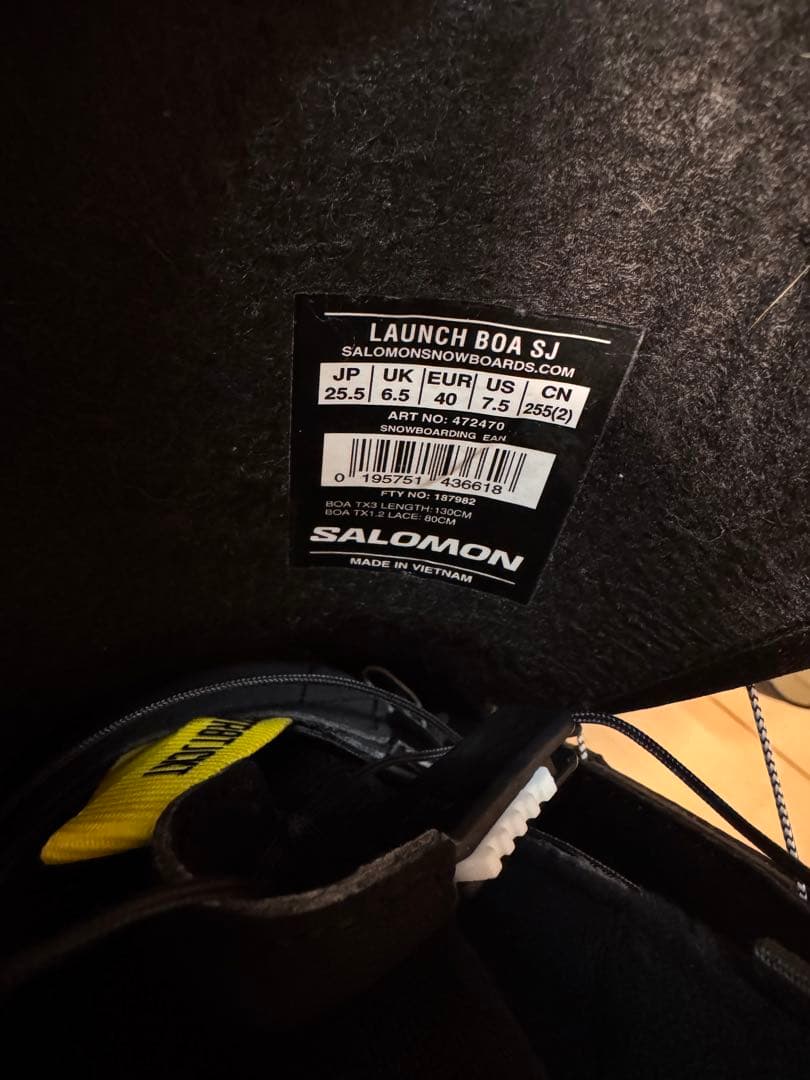 LAUNCH BOA SJ
SALOMONSNOWBOARDS.COM
JP UK EUR US CN
25.5 6.5 40 7.5 255(2)
ART NO: 472470
SNOWBOARDING EAN
0 195751 436618
FTY NO: 187982
BOA TX3 LENGTH:130CM
BOA TX1.2 LACE: 80CM
SALOMON
MADE IN VIETNAM